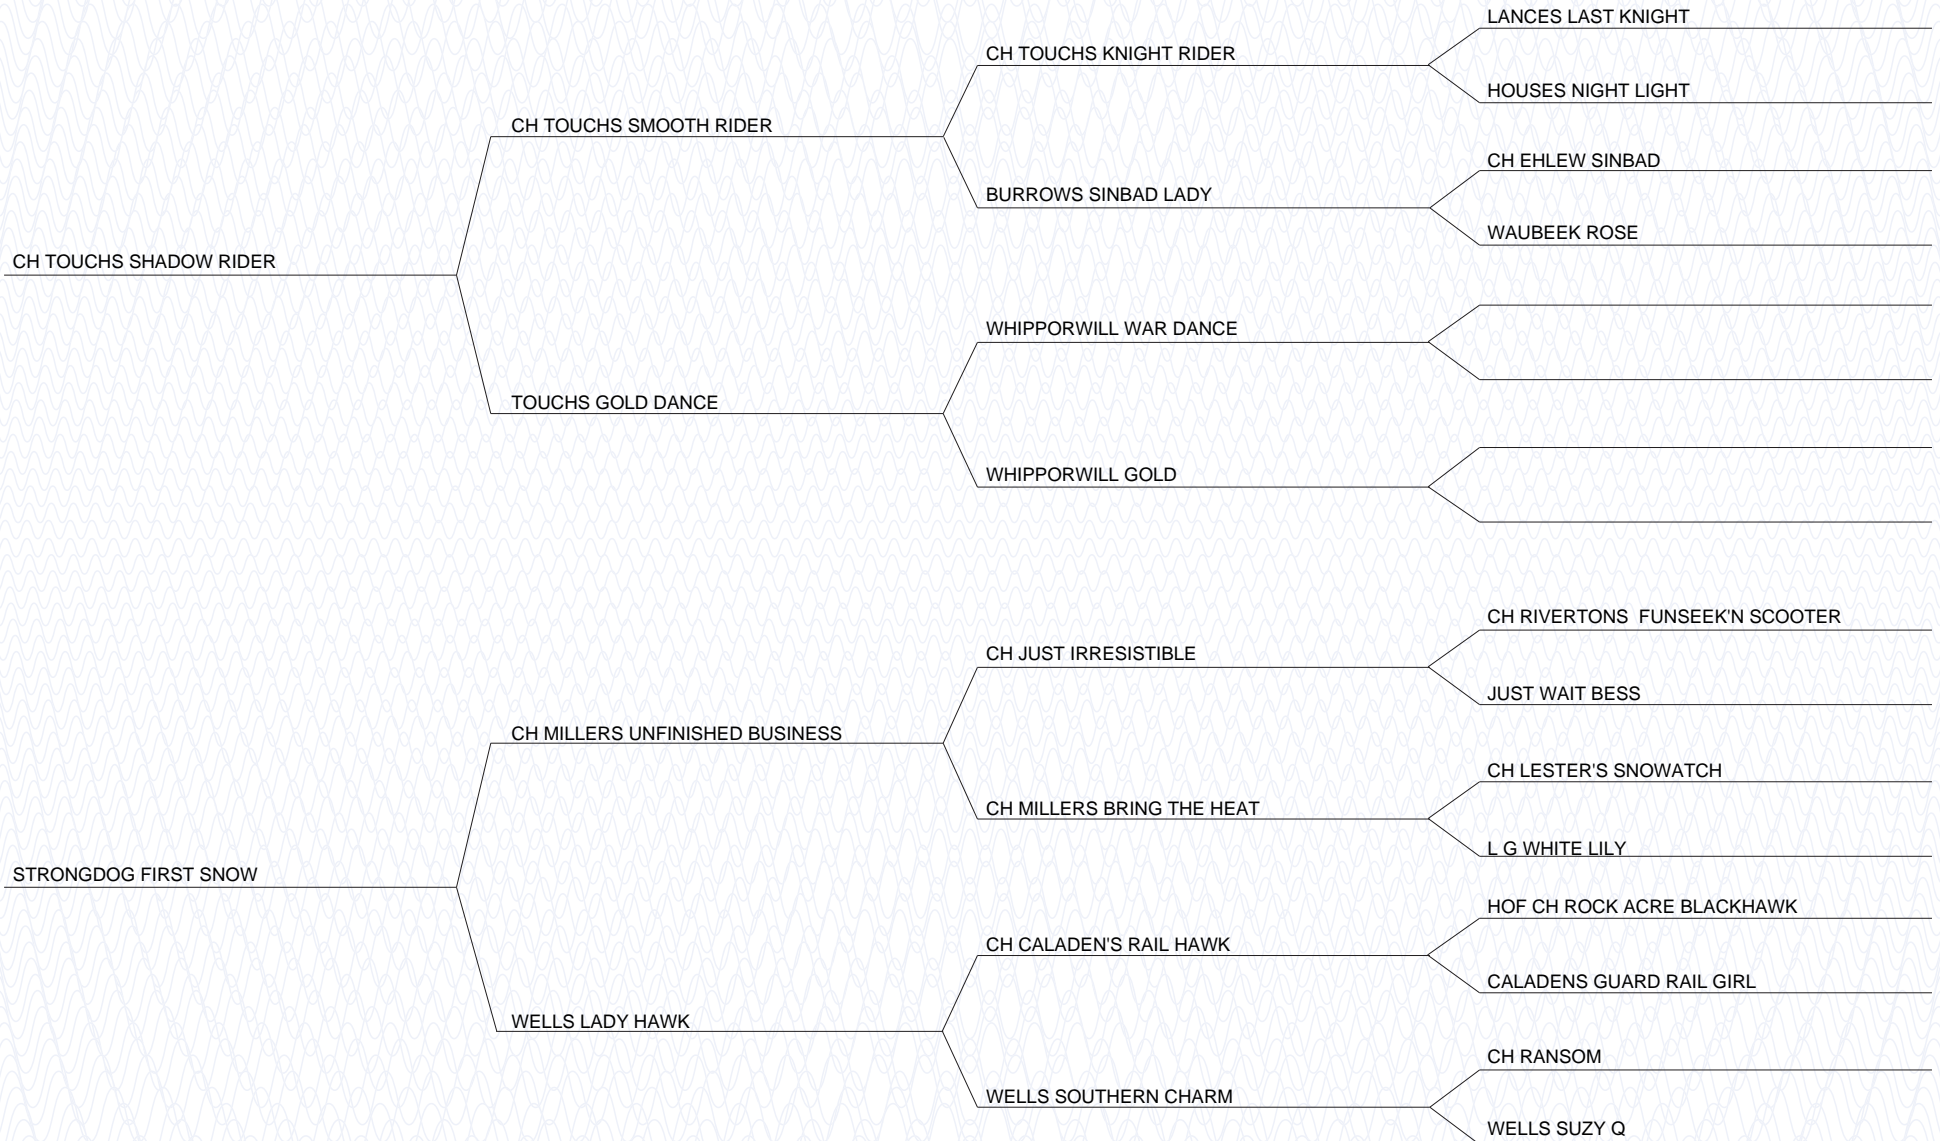 LANCES LAST KNIGHT
CH TOUCHS KNIGHT RIDER
HOUSES NIGHT LIGHT
CH TOUCHS SMOOTH RIDER
CH EHLEW SINBAD
BURROWS SINBAD LADY
WAUBEEK ROSE
CH TOUCHS SHADOW RIDER
WHIPPORWILL WAR DANCE
TOUCHS GOLD DANCE
WHIPPORWILL GOLD
CH RIVERTONS  FUNSEEK'N SCOOTER
CH JUST IRRESISTIBLE
JUST WAIT BESS
CH MILLERS UNFINISHED BUSINESS
CH LESTER'S SNOWATCH
CH MILLERS BRING THE HEAT
L G WHITE LILY
STRONGDOG FIRST SNOW
HOF CH ROCK ACRE BLACKHAWK
CH CALADEN'S RAIL HAWK
CALADENS GUARD RAIL GIRL
WELLS LADY HAWK
CH RANSOM
WELLS SOUTHERN CHARM
WELLS SUZY Q